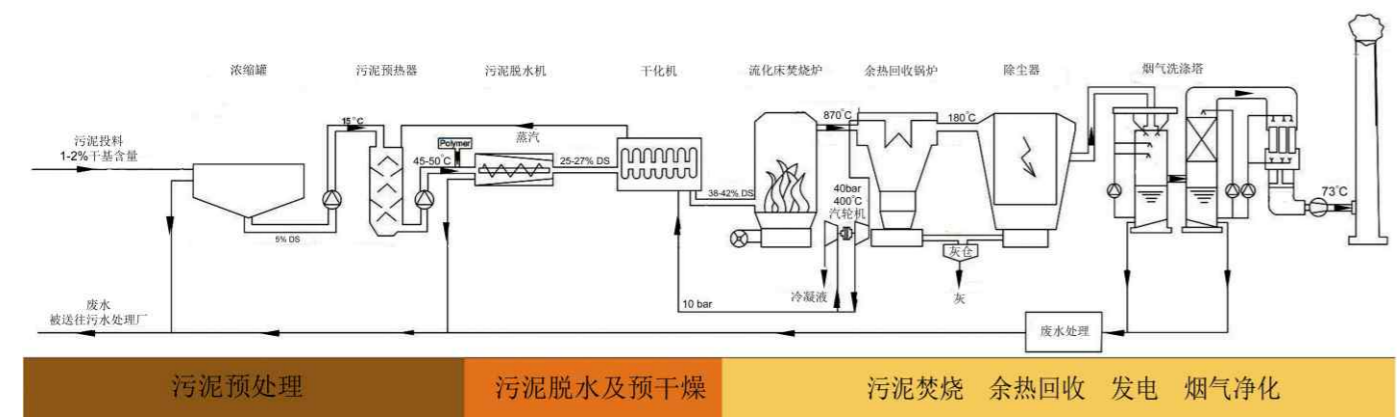 浓缩罐
污泥预热器
污泥脱水机
干化机
流化床焚烧炉
余热回收锅炉
除尘器
烟气洗涤塔
污泥投料
1-2%干基含量
15°C
Polymer
蒸汽
45-50°C
25-27% DS
870°C
180°C
38-42% DS
40bar
400°C
汽轮机
73°C
5% DS
灰仓
冷凝液
灰
10 bar
废水
被送往污水处理厂
废水处理
污泥预处理
污泥脱水及预干燥
污泥焚烧 余热回收 发电 烟气净化